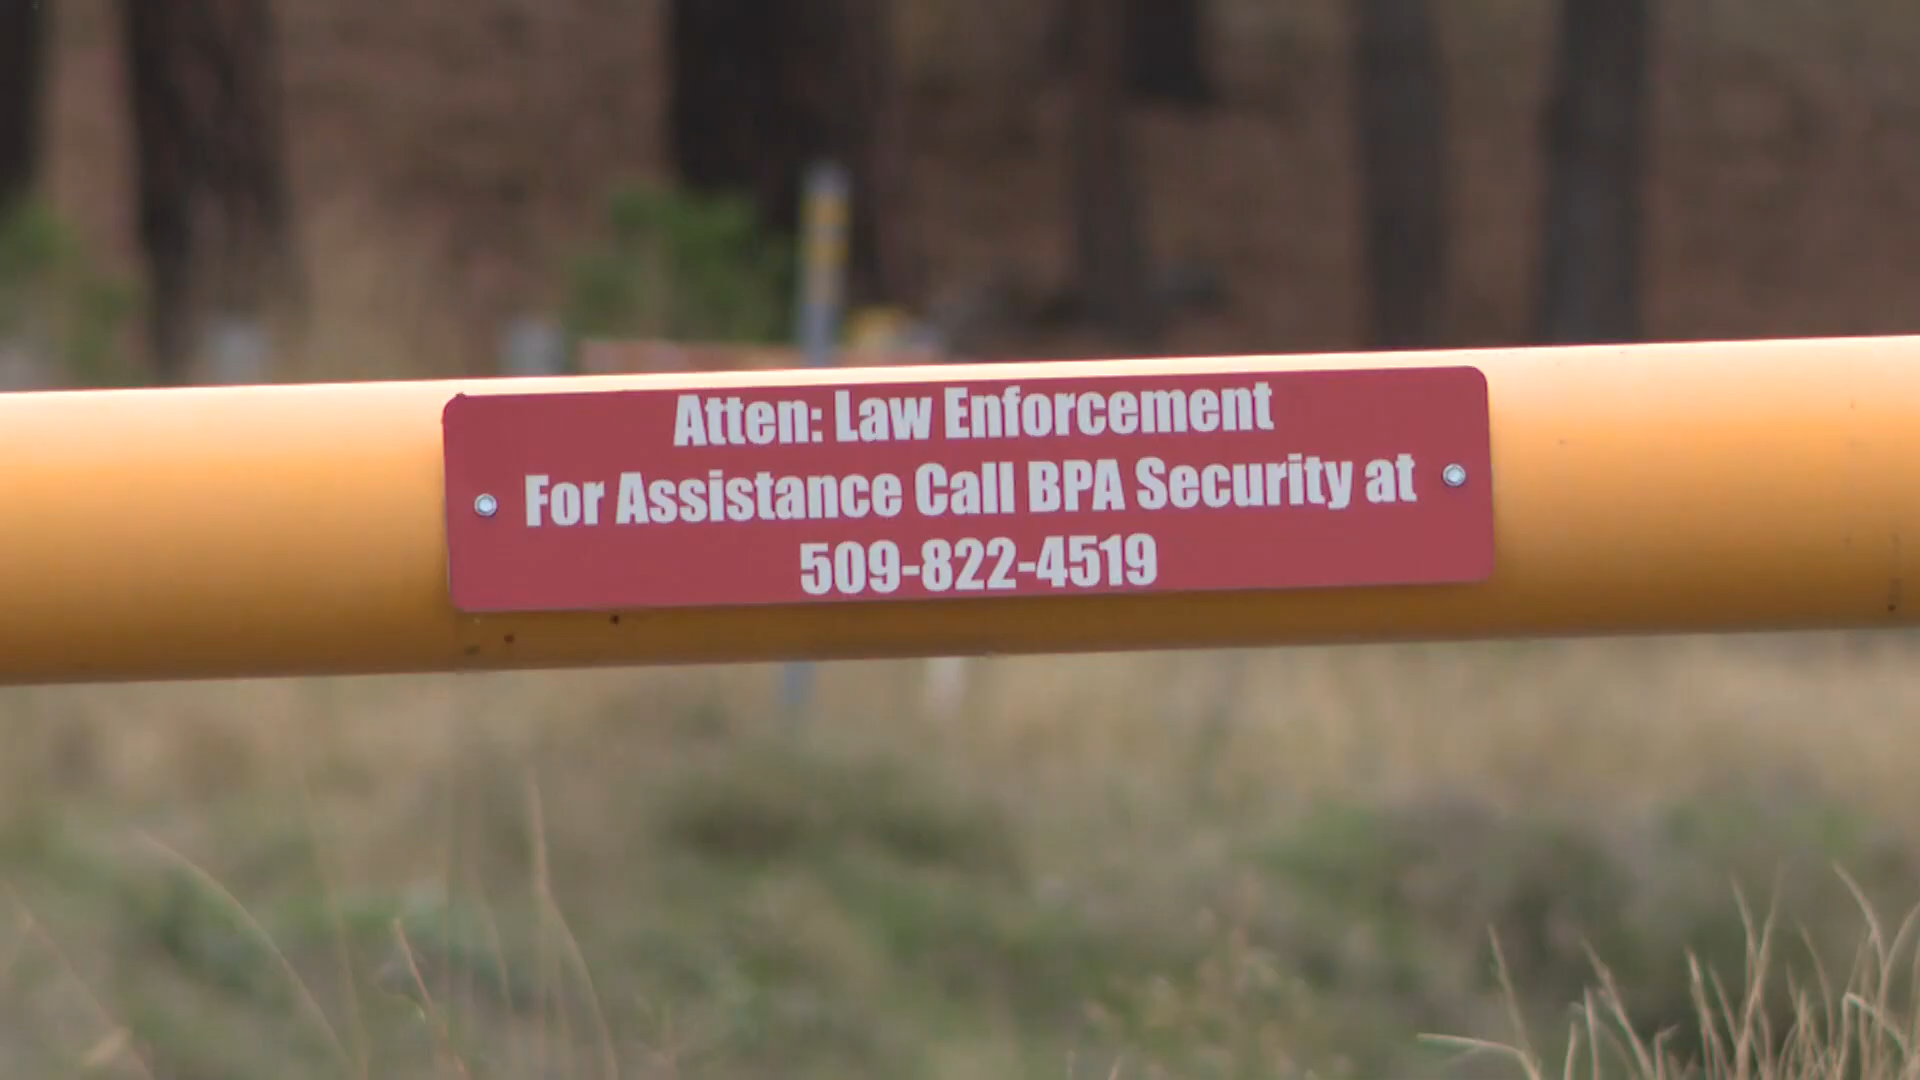 Atten: Law Enforcement
For Assistance Call BPA Security at
509-822-4519